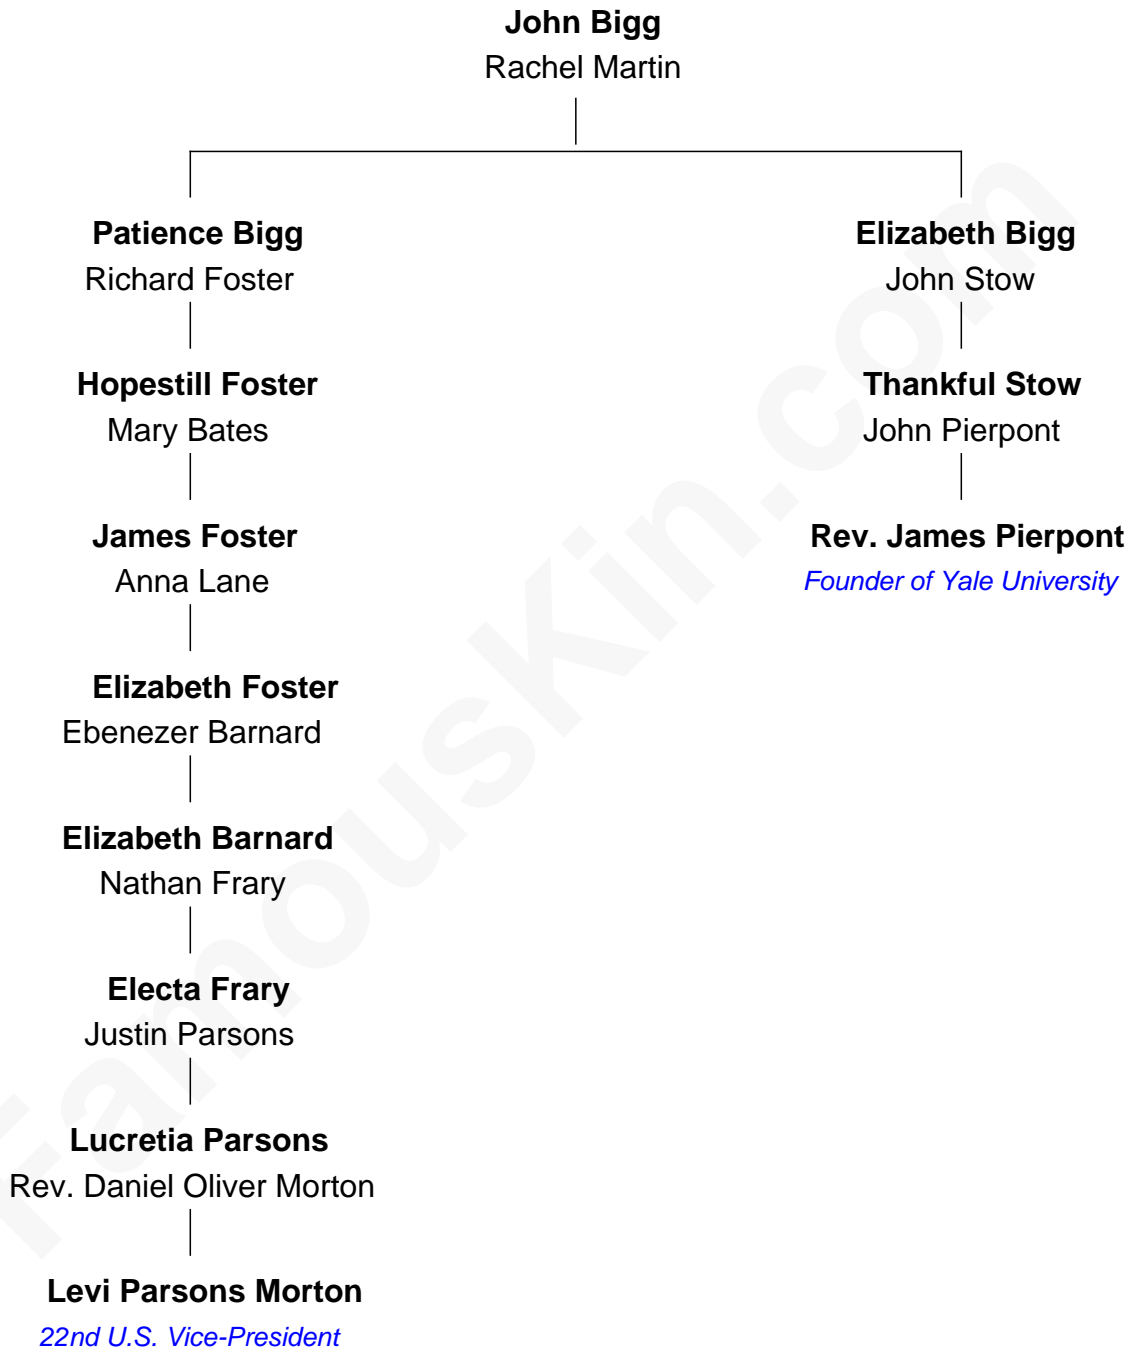 John Bigg
Rachel Martin
Patience Bigg
Richard Foster
Elizabeth Bigg
John Stow
Hopestill Foster
Mary Bates
Thankful Stow
John Pierpont
James Foster
Anna Lane
Rev. James Pierpont
Founder of Yale University
Elizabeth Foster
Ebenezer Barnard
Elizabeth Barnard
Nathan Frary
Electa Frary
Justin Parsons
Lucretia Parsons
Rev. Daniel Oliver Morton
Levi Parsons Morton
22nd U.S. Vice-President
FamousKin.com